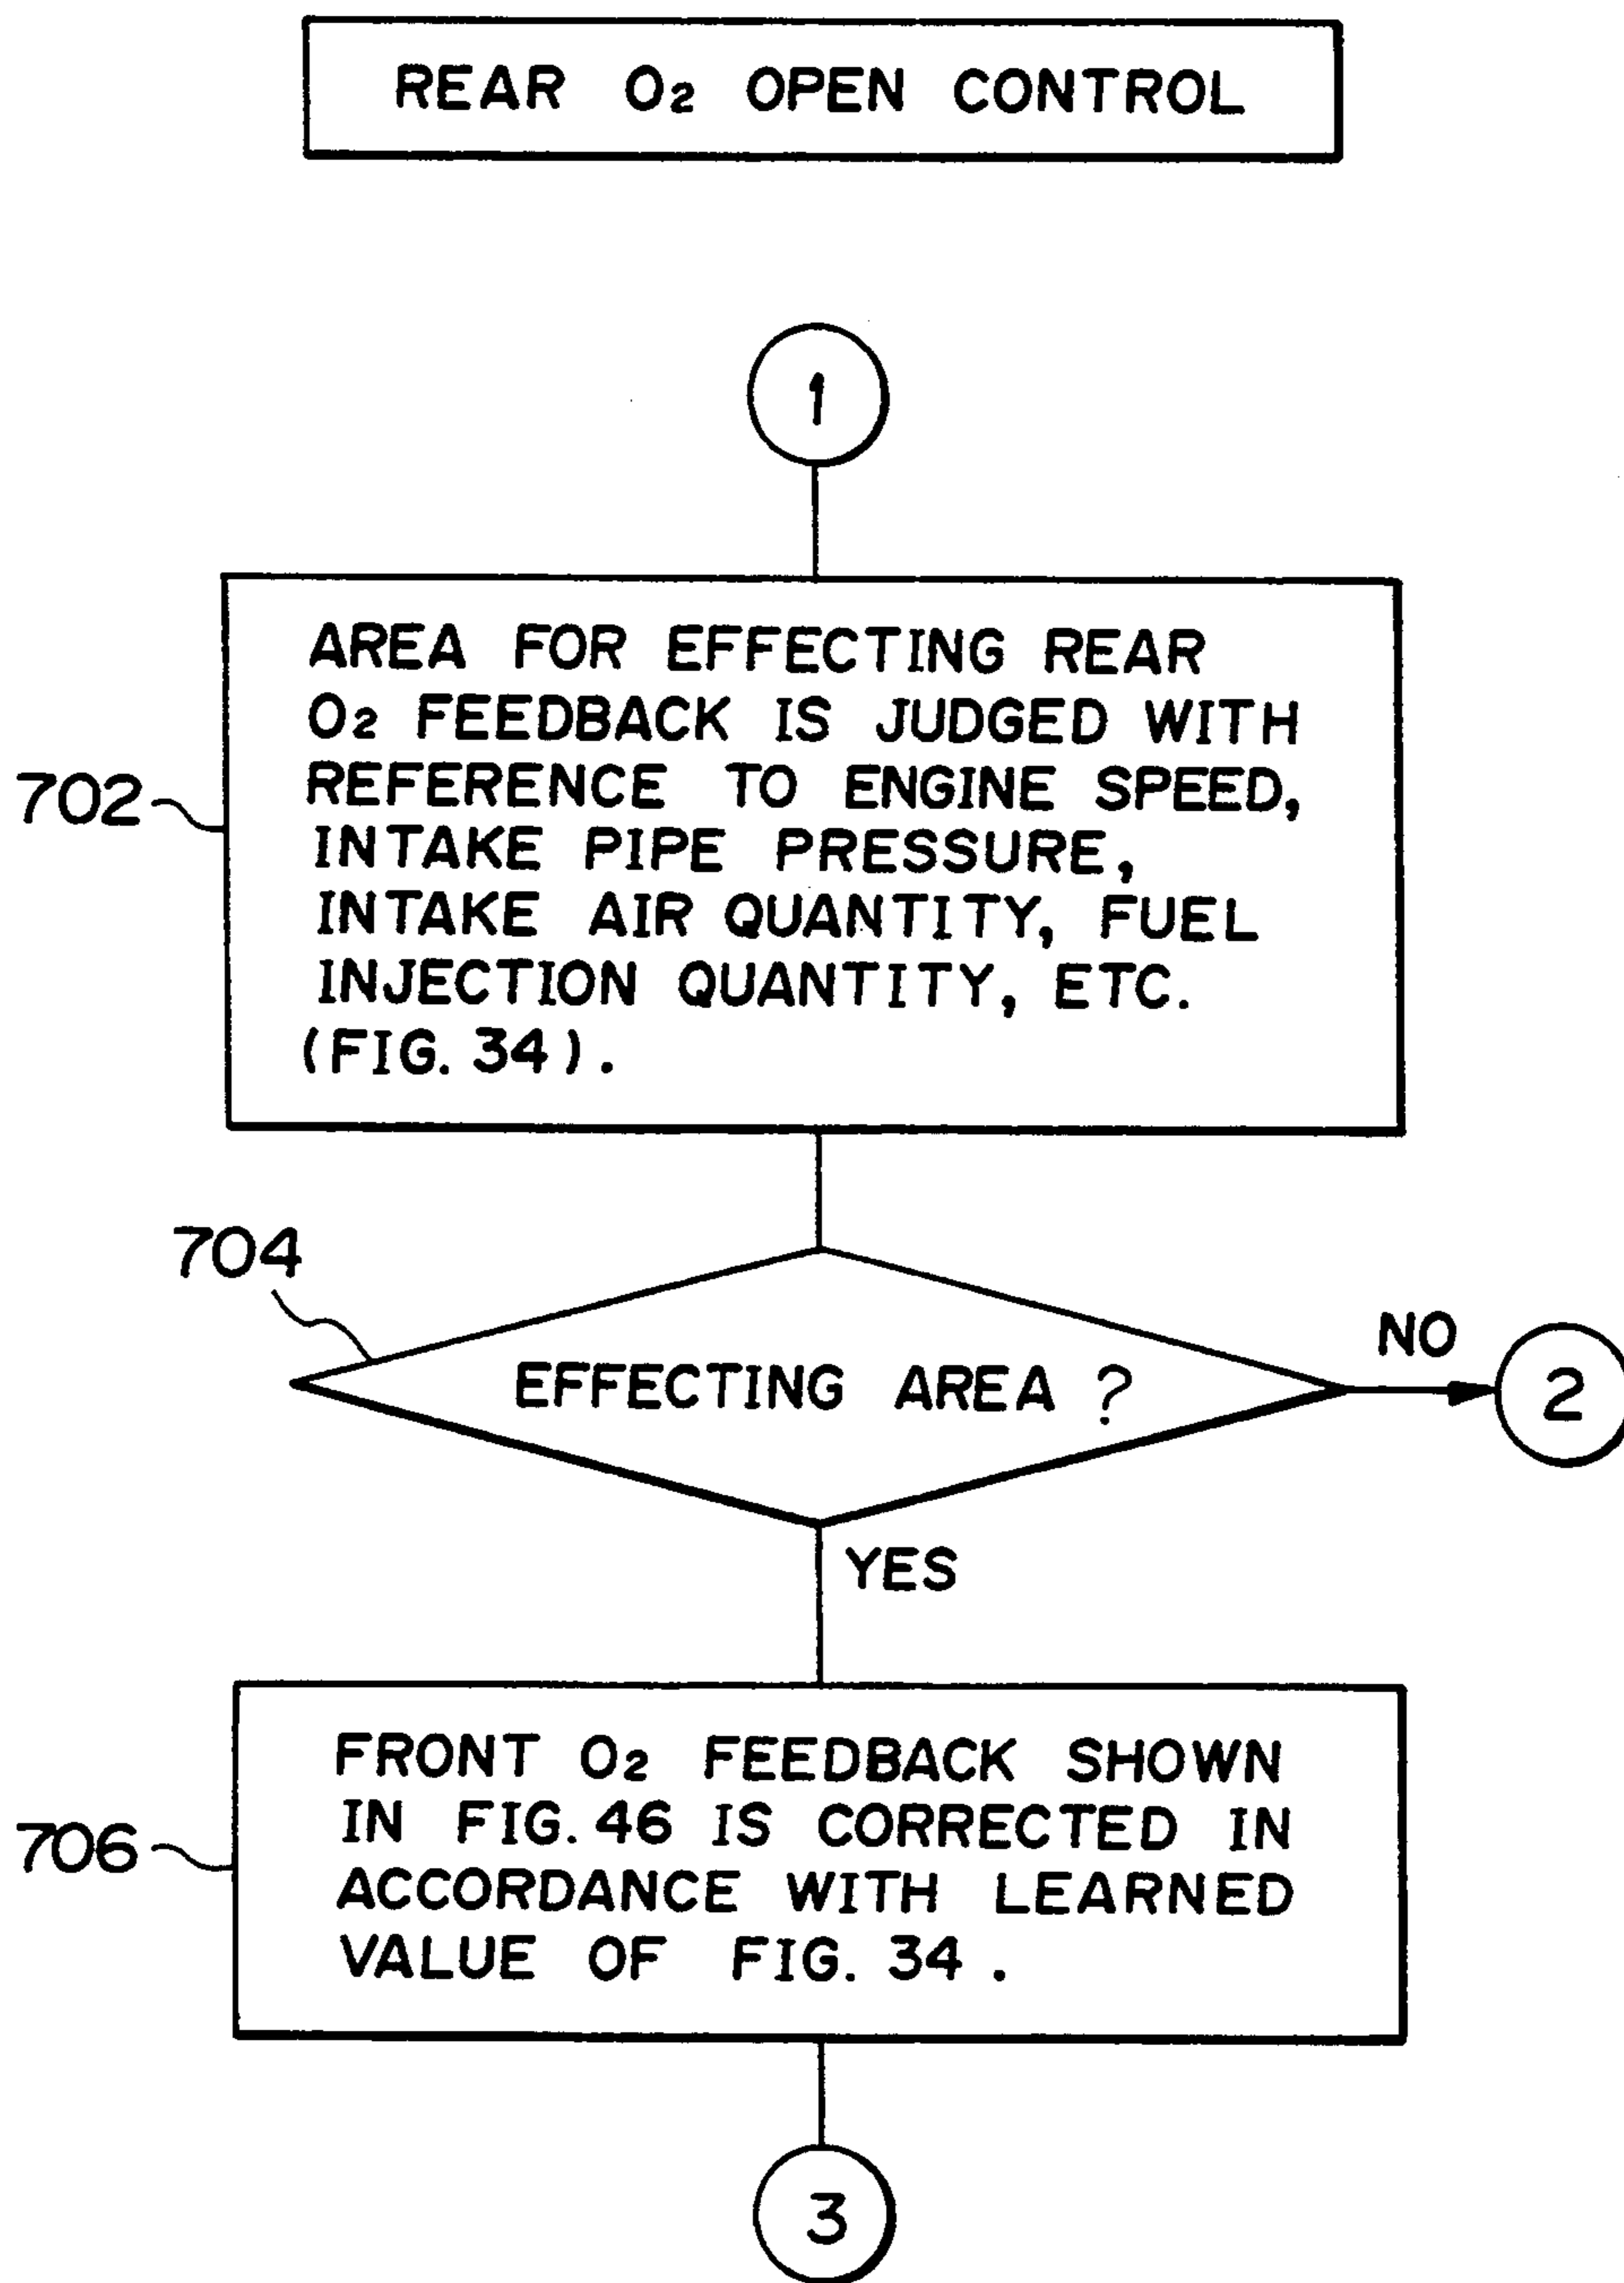 REAR O₂ OPEN CONTROL
1
AREA FOR EFFECTING REAR
O₂ FEEDBACK IS JUDGED WITH
REFERENCE TO ENGINE SPEED,
INTAKE PIPE PRESSURE,
INTAKE AIR QUANTITY, FUEL
INJECTION QUANTITY, ETC.
(FIG. 34).
702
704
EFFECTING AREA ?
NO
2
YES
FRONT O₂ FEEDBACK SHOWN
IN FIG. 46 IS CORRECTED IN
ACCORDANCE WITH LEARNED
VALUE OF FIG. 34 .
706
3